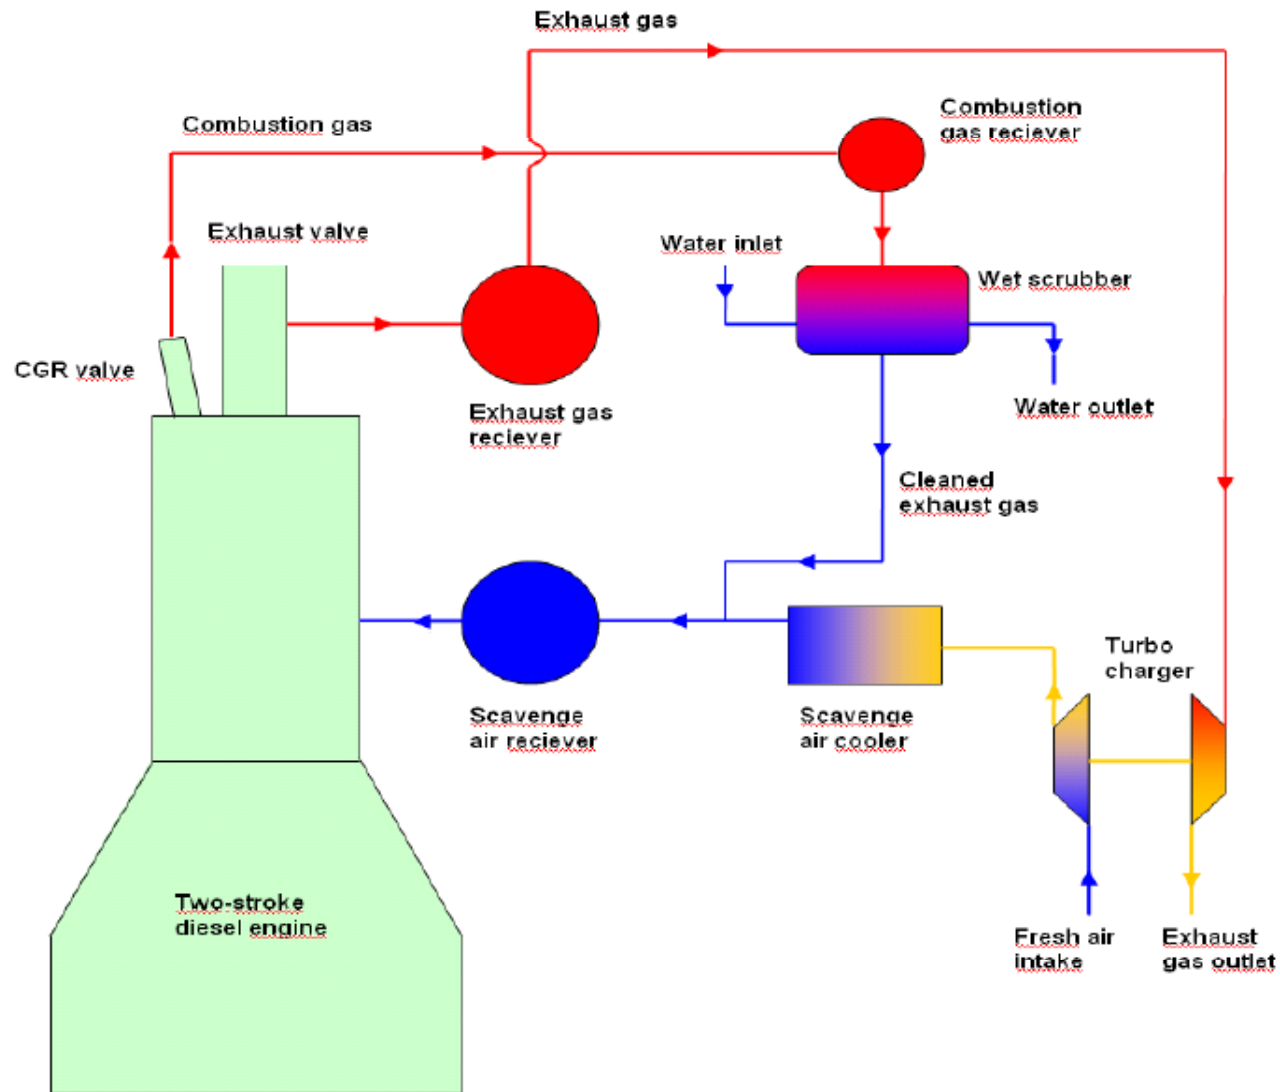 Exhaust gas
Combustion
gas reciever
Combustion gas
Exhaust valve
Water inlet
Wet scrubber
CGR valve
Exhaust gas
reciever
Water outlet
Cleaned
exhaust gas
Turbo
charger
Scavenge
air reciever
Scavenge
air cooler
Two-stroke
diesel engine
Fresh air
intake
Exhaust
gas outlet